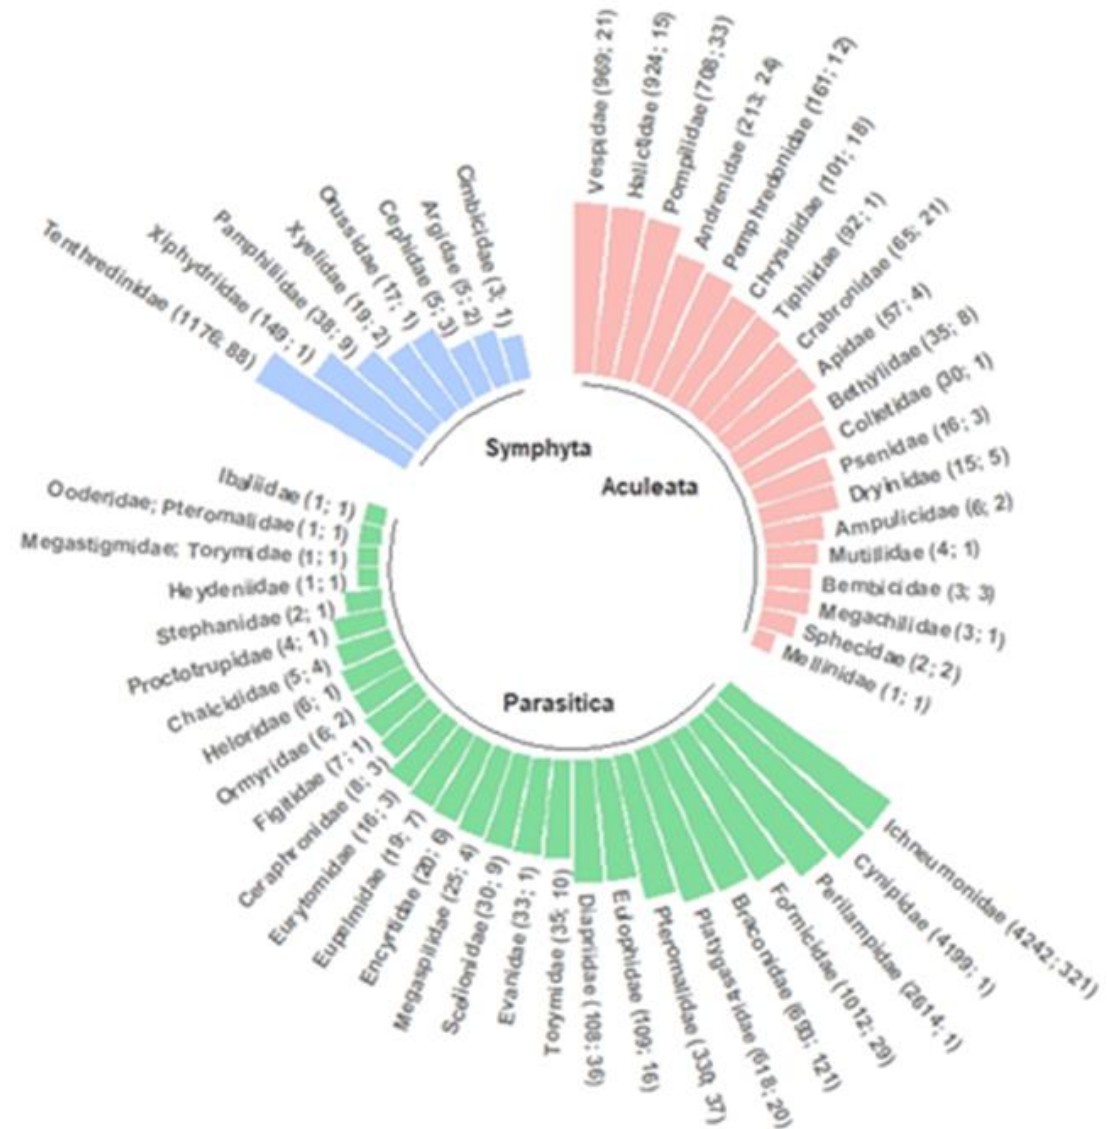 Vespidae (969; 21)
Halictidae (924; 15)
Pompilidae (708; 33)
Andrenidae (213; 24)
Pemphredonidae (161; 12)
Chrysididae (101; 18)
Tiphiidae (92; 1)
Crabronidae (65; 21)
Apidae (57; 4)
Bethylidae (35; 8)
Colletidae (30; 1)
Psenidae (16; 3)
Dryinidae (15; 5)
Ampulicidae (6; 2)
Mutillidae (4; 1)
Bembicidae (3; 3)
Megachilidae (3; 1)
Sphecidae (2; 2)
Mellinidae (1; 1)
Ichneumonidae (4242; 321)
Cynipidae (4199; 1)
Perilampidae (2614; 1)
Formicidae (1012; 29)
Braconidae (693; 121)
Platygastridae (618; 20)
Pteromalidae (330; 37)
Eulophidae (109; 16)
Diapriidae (108; 36)
Torymidae (35; 10)
Evanidae (33; 1)
Scelionidae (30; 9)
Megaspilidae (25; 4)
Encyrtidae (20; 6)
Eupelmidae (19; 7)
Eurytomidae (16; 3)
Ceraphronidae (8; 3)
Figitidae (7; 1)
Ormyridae (6; 2)
Heloridae (6; 1)
Chalcididae (5; 4)
Proctotrupidae (4; 1)
Stephanidae (2; 1)
Heydeniidae (1; 1)
Megastigmidae; Torymidae (1; 1)
Ooderidae; Pteromalidae (1; 1)
Ibaliidae (1; 1)
Tenthredinidae (1176; 88)
Xiphydriidae (149; 1)
Pamphiliidae (38; 9)
Xyelidae (19; 2)
Orussidae (17; 1)
Cephidae (5; 3)
Argidae (5; 2)
Cimbicidae (3; 1)
Symphyta
Aculeata
Parasitica